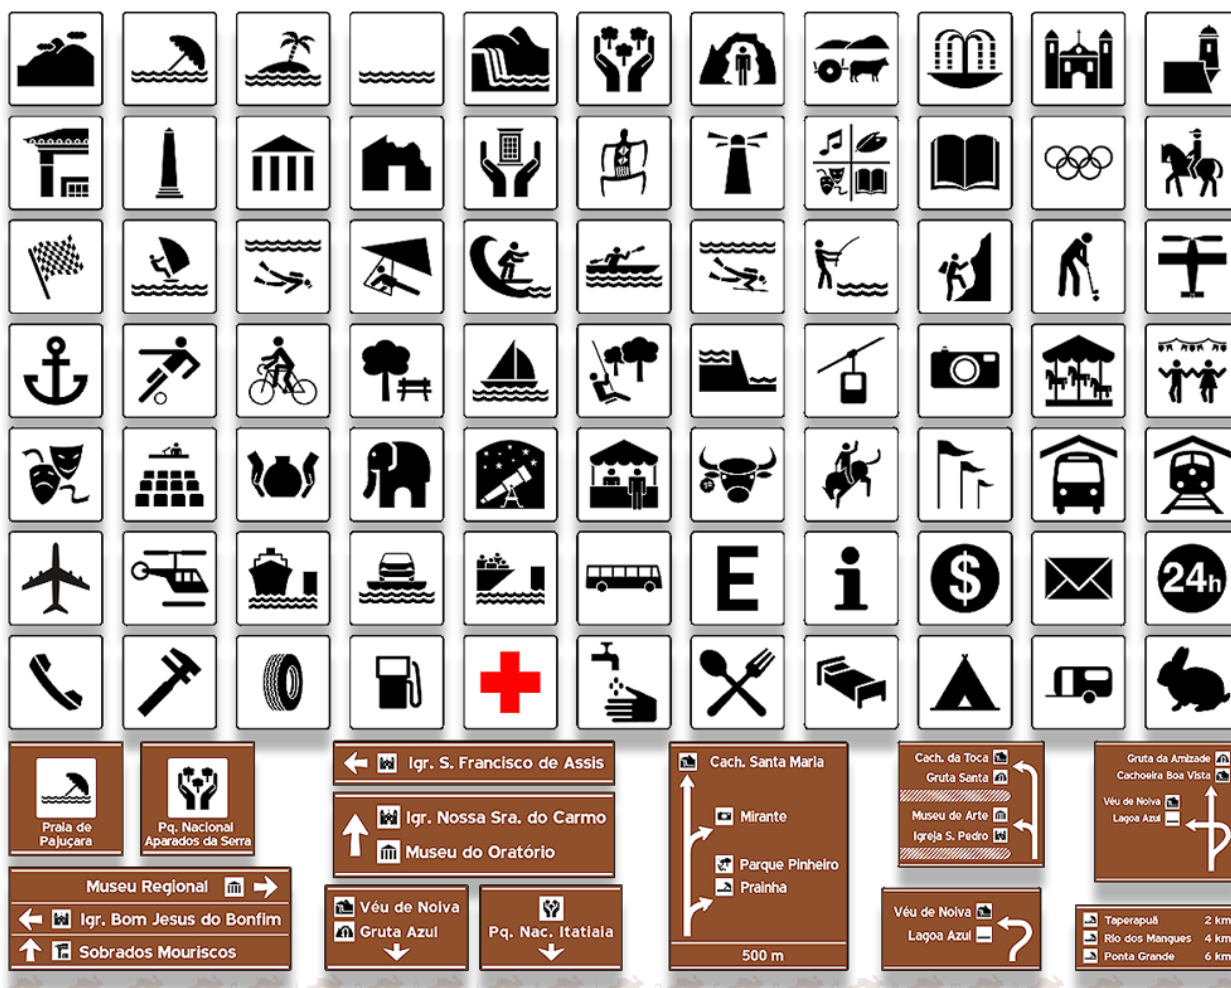 E
i
$
24h
Praia de
Pajuçara
Pq. Nacional
Aparados da Serra
Igr. S. Francisco de Assis
Igr. Nossa Sra. do Carmo
Museu do Oratório
Cach. Santa Maria
Mirante
Parque Pinheiro
Prainha
500 m
Cach. da Toca
Gruta Santa
Museu de Arte
Igreja S. Pedro
Gruta da Amizade
Cachoeira Boa Vista
Véu de Noiva
Lagoa Azul
Museu Regional
Igr. Bom Jesus do Bonfim
Sobrados Mouriscos
Véu de Noiva
Gruta Azul
Pq. Nac. Itatiaia
Véu de Noiva
Lagoa Azul
Taperapuã 2 km
Rio dos Mangues 4 km
Ponta Grande 6 km